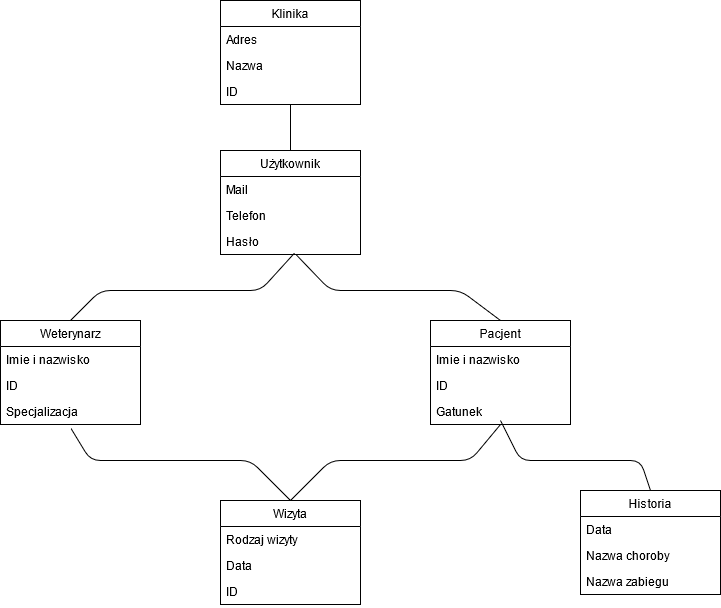 Klinika
Adres
Nazwa
ID
Użytkownik
Mail
Telefon
Hasło
Weterynarz
Imie i nazwisko
ID
Specjalizacja
Pacjent
Imie i nazwisko
ID
Gatunek
Wizyta
Rodzaj wizyty
Data
ID
Historia
Data
Nazwa choroby
Nazwa zabiegu